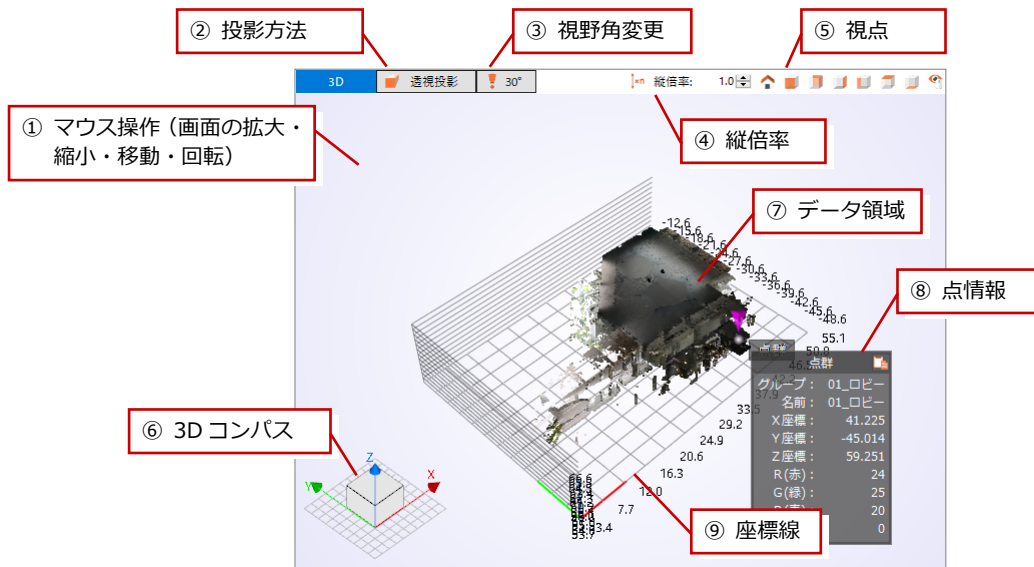 ② 投影方法
③ 視野角変更
⑤ 視点
3D
透視投影
30°
縦倍率:
1.0
① マウス操作（画面の拡大・
縮小・移動・回転）
④ 縦倍率
⑦ データ領域
-12.6
-15.6
-18.6
-21.6
-24.6
-27.6
-30.6
-33.6
-36.6
-39.6
-42.6
-45.6
-48.6
⑧ 点情報
55.1
点群
グループ： 01_ロビー
名前： 01_ロビー
X座標： 41.225
Y座標： -45.014
Z座標： 59.251
R(赤)： 24
G(緑)： 25
20
0
37.9
33.5
29.2
24.9
20.6
16.3
12.0
7.7
3.4
53.7
⑥ 3D コンパス
Z
Y
X
⑨ 座標線